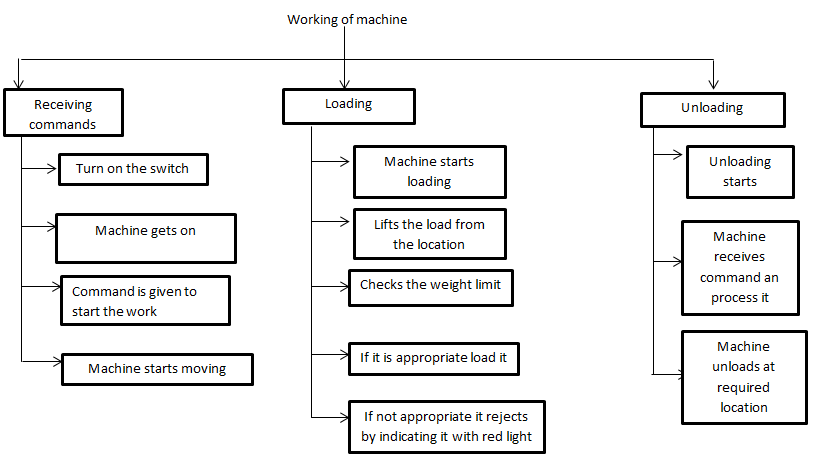 Working of machine
Receiving
commands
Turn on the switch
Machine gets on
Command is given to
start the work
Machine starts moving
Loading
Machine starts
loading
Lifts the load from
the location
Checks the weight limit
If it is appropriate load it
If not appropriate it rejects
by indicating it with red light
Unloading
Unloading
starts
Machine
receives
command an
process it
Machine
unloads at
required
location